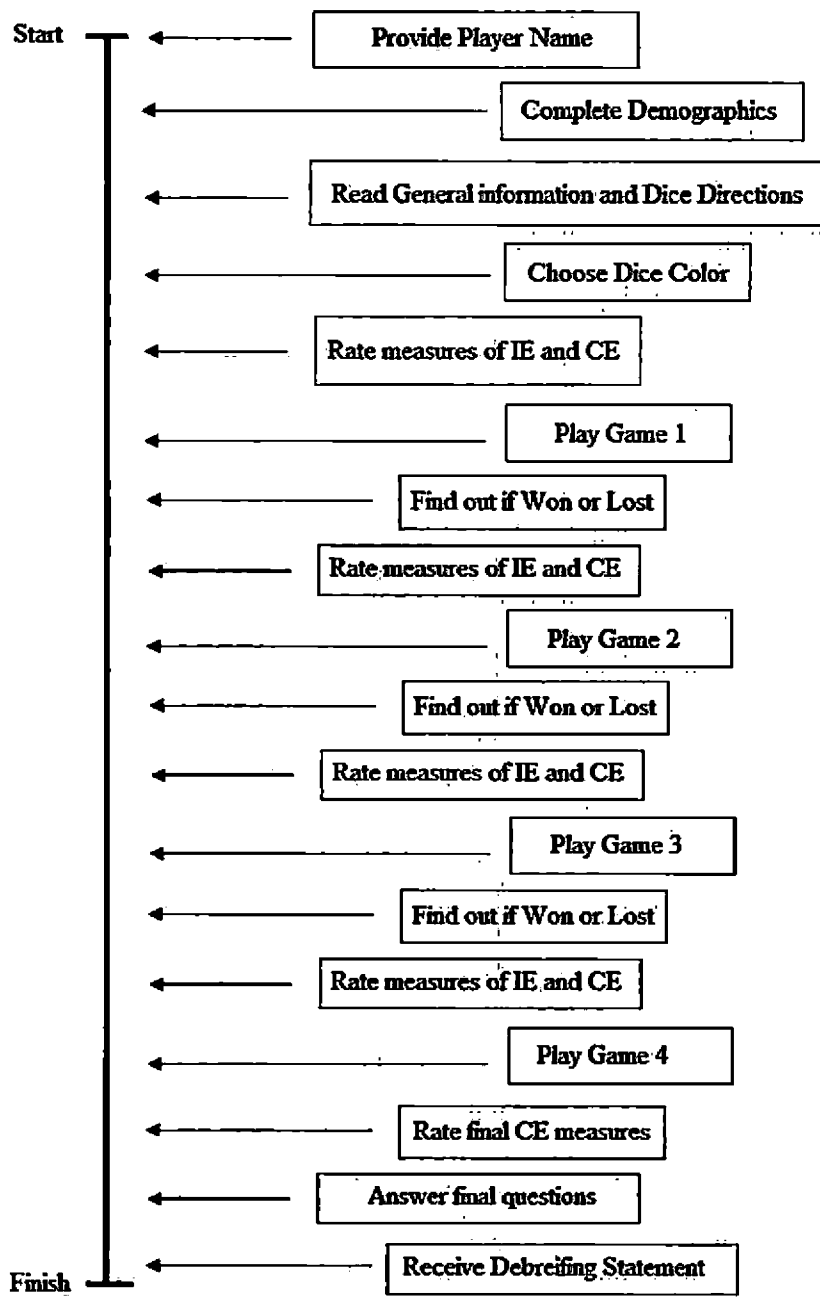 Start
Provide Player Name
Complete Demographics
Read General information and Dice Directions
Choose Dice Color
Rate measures of IE and CE
Play Game 1
Find out if Won or Lost
Rate measures of IE and CE
Play Game 2
Find out if Won or Lost
Rate measures of IE and CE
Play Game 3
Find out if Won or Lost
Rate measures of IE and CE
Play Game 4
Rate final CE measures
Answer final questions
Receive Debreifing Statement
Finish